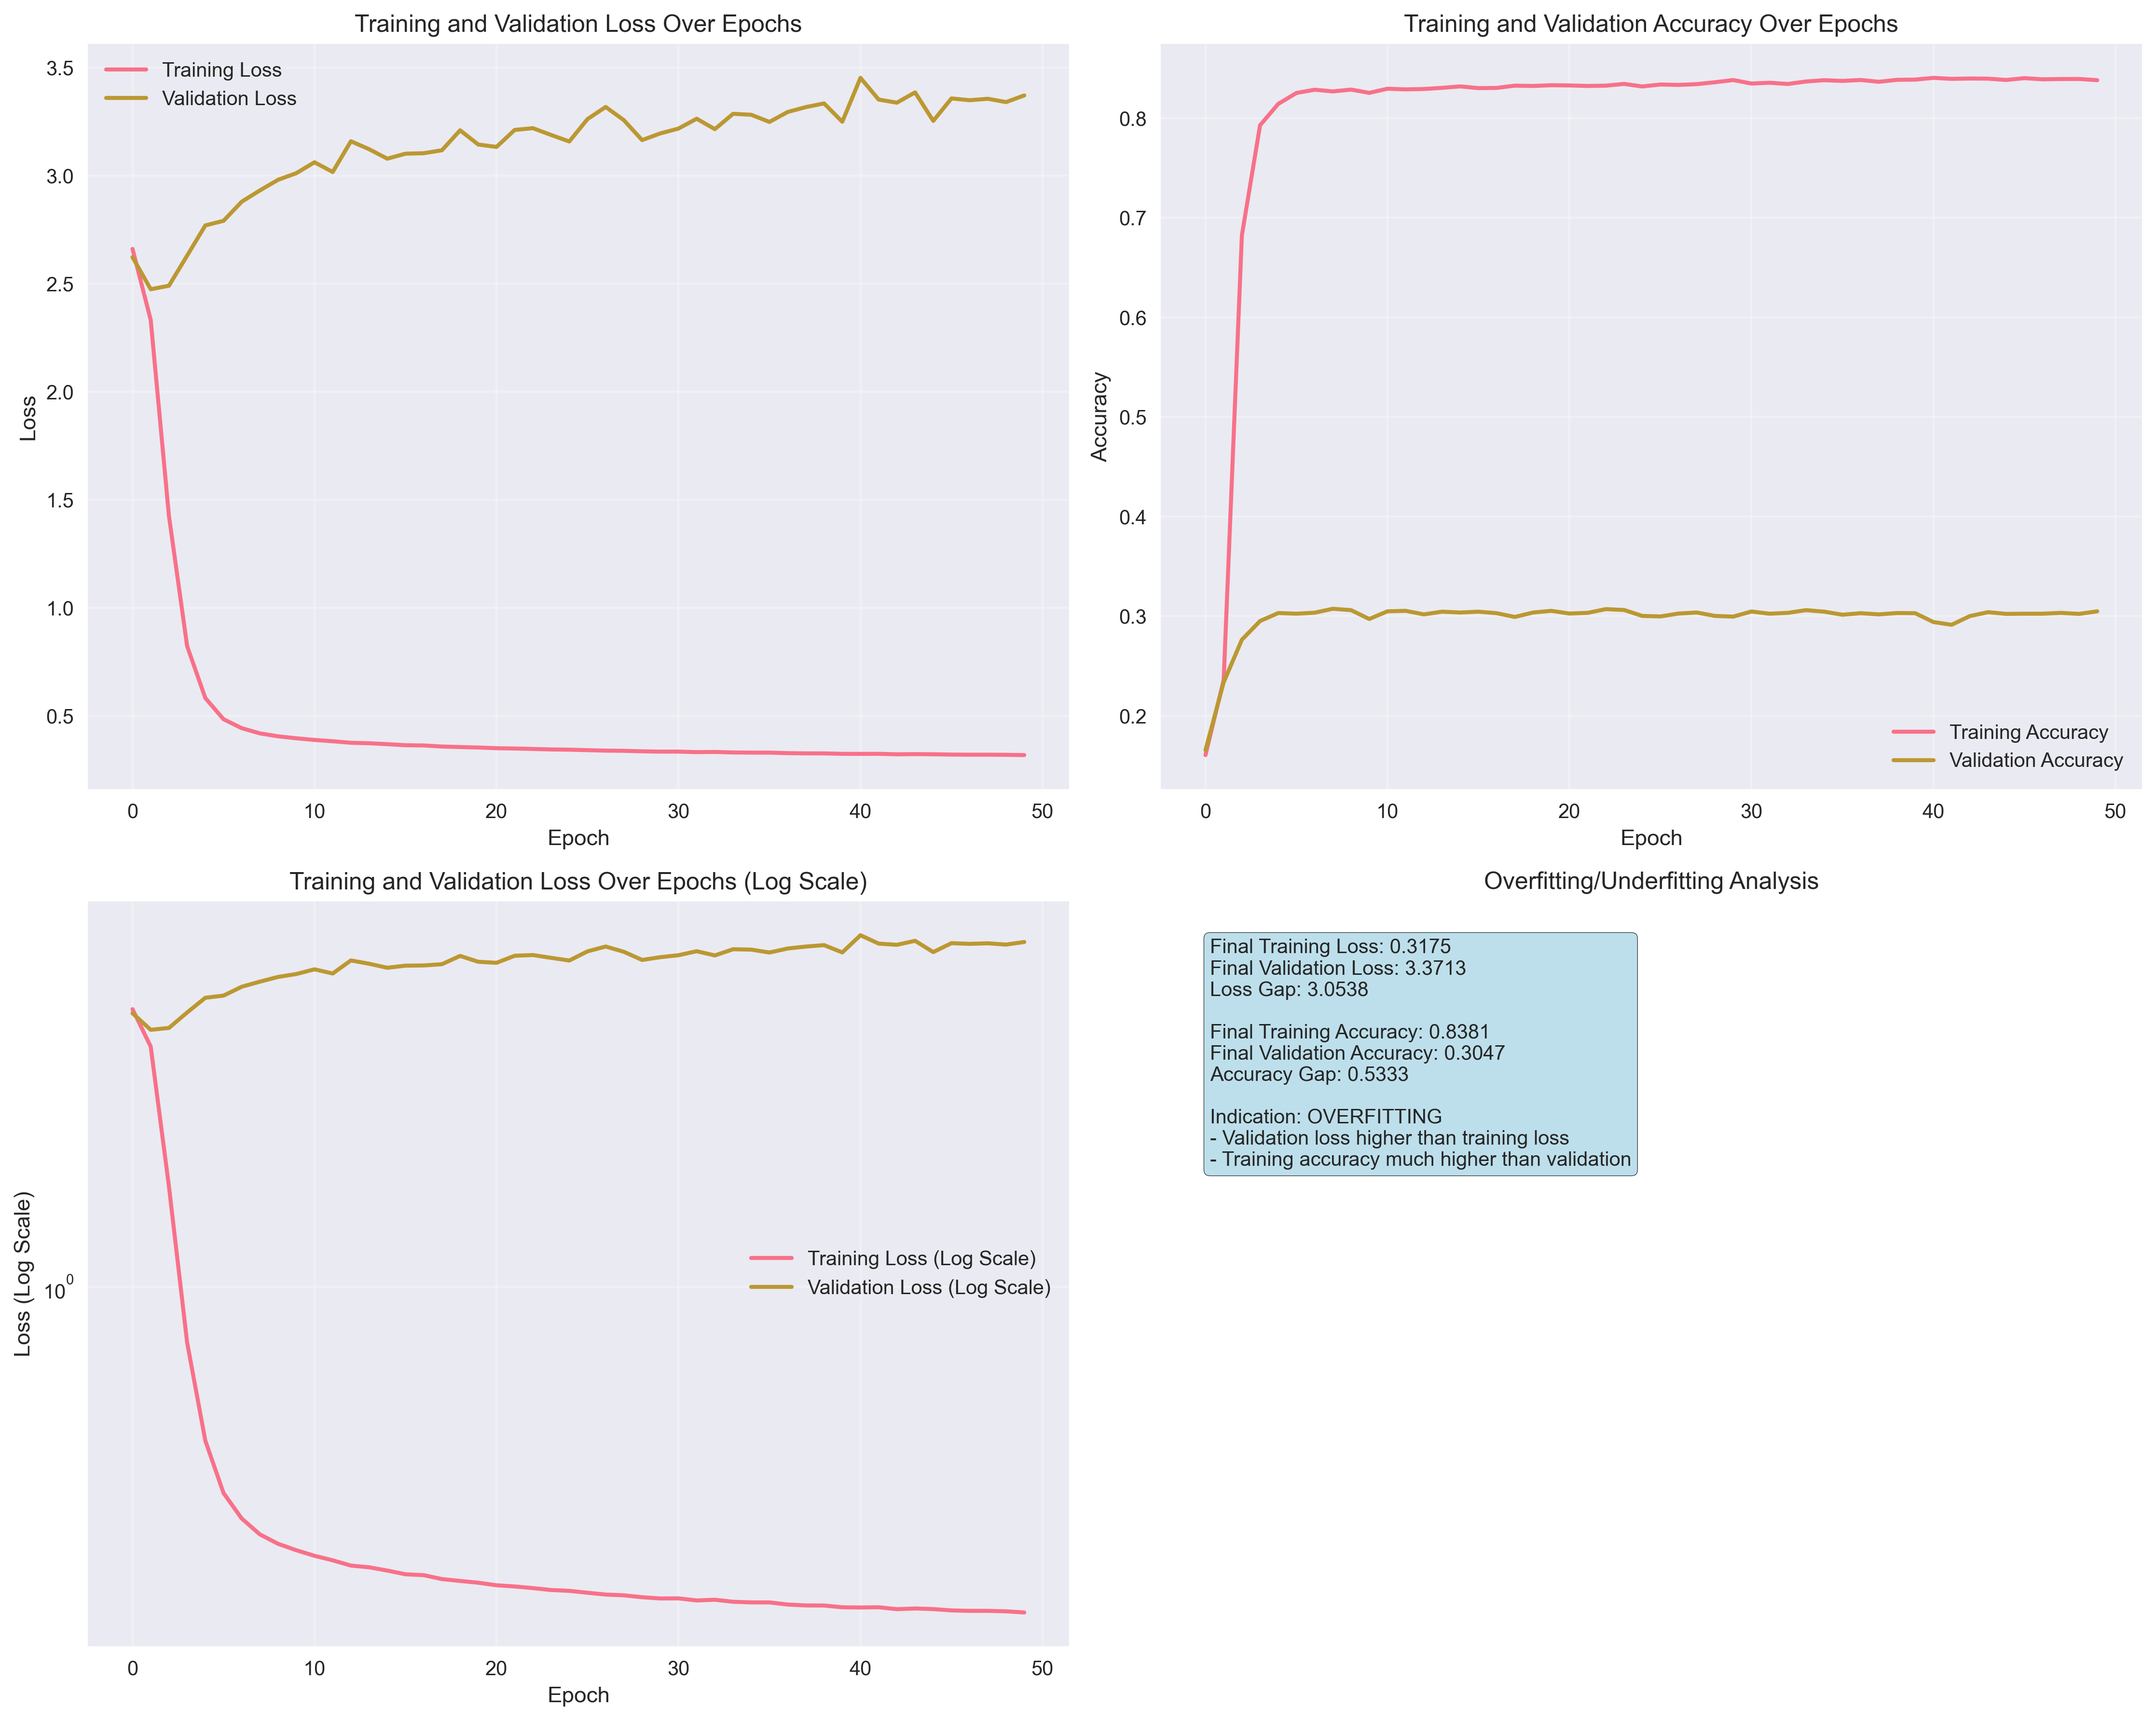 Training and Validation Loss Over Epochs
3.5
3.0
2.5
2.0
1.5
1.0
0.5
Loss
Training Loss
Validation Loss
0 10 20 30 40 50
Epoch
Training and Validation Accuracy Over Epochs
0.8
0.7
0.6
0.5
0.4
0.3
0.2
Accuracy
Training Accuracy
Validation Accuracy
0 10 20 30 40 50
Epoch
Training and Validation Loss Over Epochs (Log Scale)
Loss (Log Scale)
10⁰
Training Loss (Log Scale)
Validation Loss (Log Scale)
0 10 20 30 40 50
Epoch
Overfitting/Underfitting Analysis
Final Training Loss: 0.3175
Final Validation Loss: 3.3713
Loss Gap: 3.0538
Final Training Accuracy: 0.8381
Final Validation Accuracy: 0.3047
Accuracy Gap: 0.5333
Indication: OVERFITTING
- Validation loss higher than training loss
- Training accuracy much higher than validation